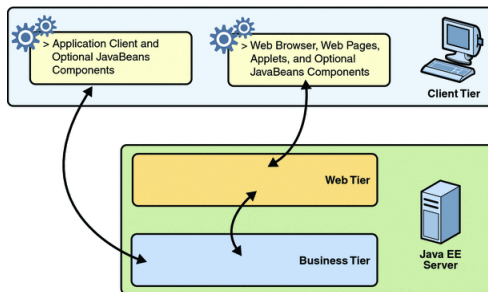 > Application Client and
Optional JavaBeans
Components
> Web Browser, Web Pages,
Applets, and Optional
JavaBeans Components
Client Tier
Web Tier
Business Tier
Java EE
Server